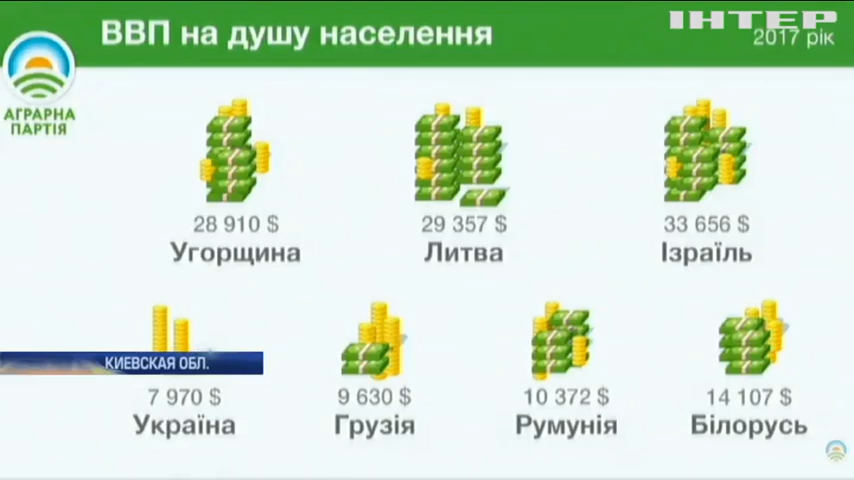 ВВП на душу населення
ІНТЕР
2017 рік
АГРАРНА
ПАРТІЯ
28 910 $
Угорщина
29 357 $
Литва
33 656 $
Ізраїль
КИЕВСКАЯ ОБЛ.
7 970 $
Україна
9 630 $
Грузія
10 372 $
Румунія
14 107 $
Білорусь